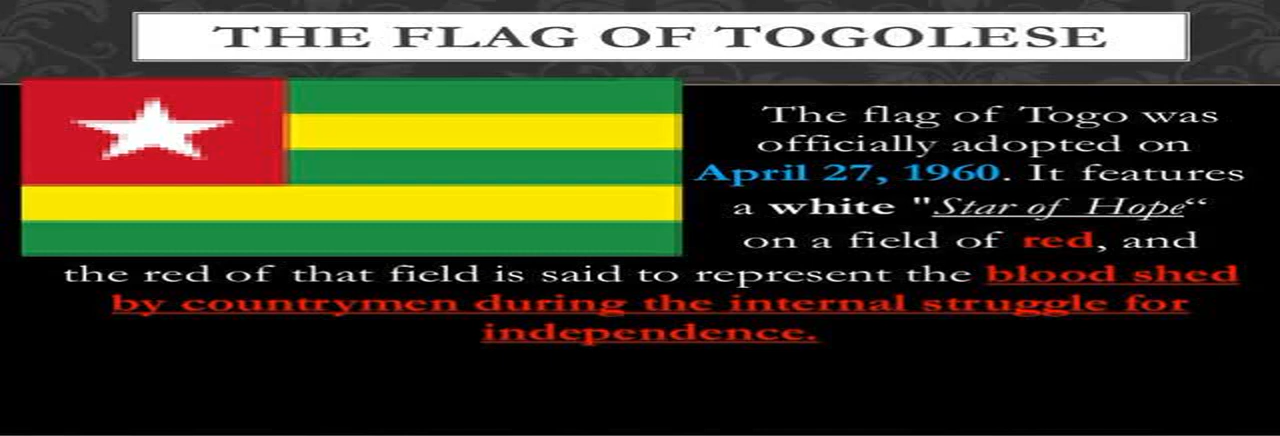 THE FLAG OF TOGOLESE
The flag of Togo was
officially adopted on
April 27, 1960. It features
a white "Star of Hope“
on a field of red, and
the red of that field is said to represent the blood shed
by countrymen during the internal struggle for
independence.